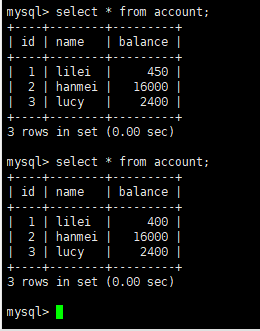 mysql> select * from account;
+----+--------+---------+
| id | name   | balance |
+----+--------+---------+
|  1 | lilei  |     450 |
|  2 | hanmei |   16000 |
|  3 | lucy   |    2400 |
+----+--------+---------+
3 rows in set (0.00 sec)

mysql> select * from account;
+----+--------+---------+
| id | name   | balance |
+----+--------+---------+
|  1 | lilei  |     400 |
|  2 | hanmei |   16000 |
|  3 | lucy   |    2400 |
+----+--------+---------+
3 rows in set (0.00 sec)

mysql>